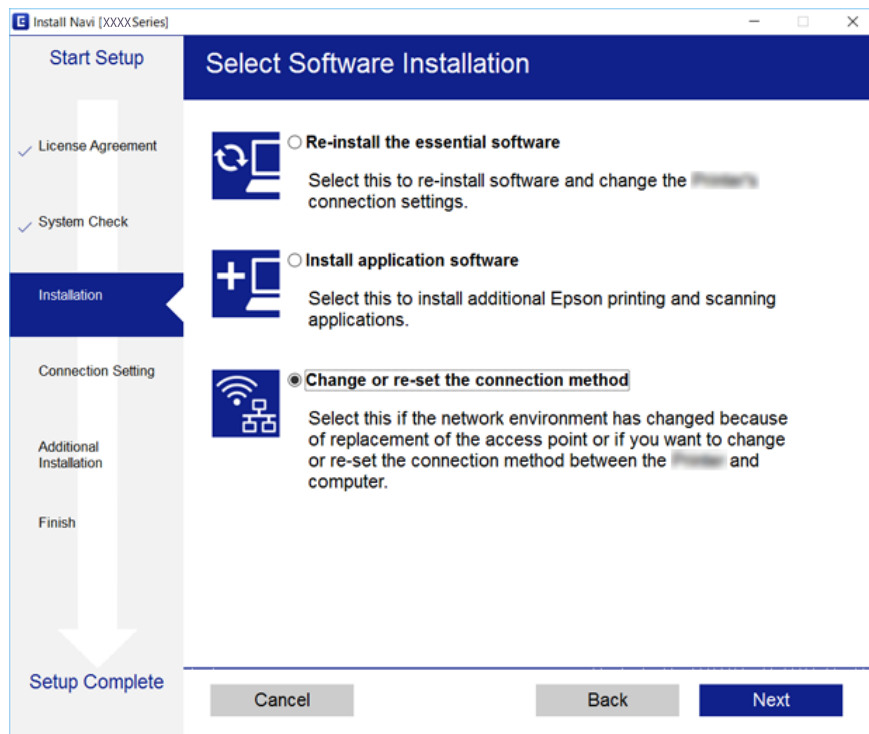 E Install Navi [XXXX Series]
Start Setup
License Agreement
System Check
Installation
Connection Setting
Additional
Installation
Finish
Setup Complete
Select Software Installation
Re-install the essential software
Select this to re-install software and change the
connection settings.
Install application software
Select this to install additional Epson printing and scanning
applications.
Change or re-set the connection method
Select this if the network environment has changed because
of replacement of the access point or if you want to change
or re-set the connection method between the and
computer.
Cancel
Back
Next